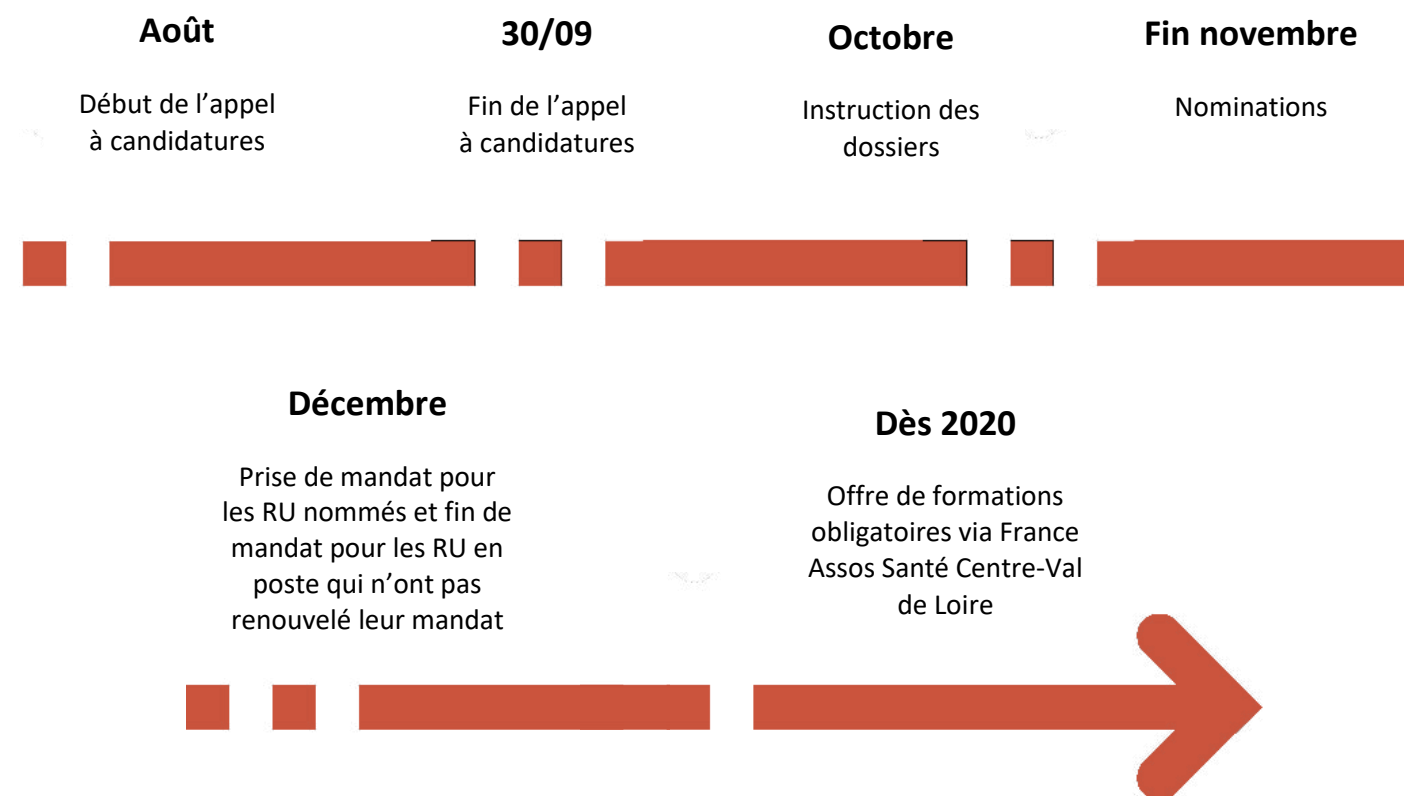 Août
Début de l’appel
à candidatures
30/09
Fin de l’appel
à candidatures
Octobre
Instruction des
dossiers
Fin novembre
Nominations
Décembre
Prise de mandat pour
les RU nommés et fin de
mandat pour les RU en
poste qui n’ont pas
renouvelé leur mandat
Dès 2020
Offre de formations
obligatoires via France
Assos Santé Centre-Val
de Loire